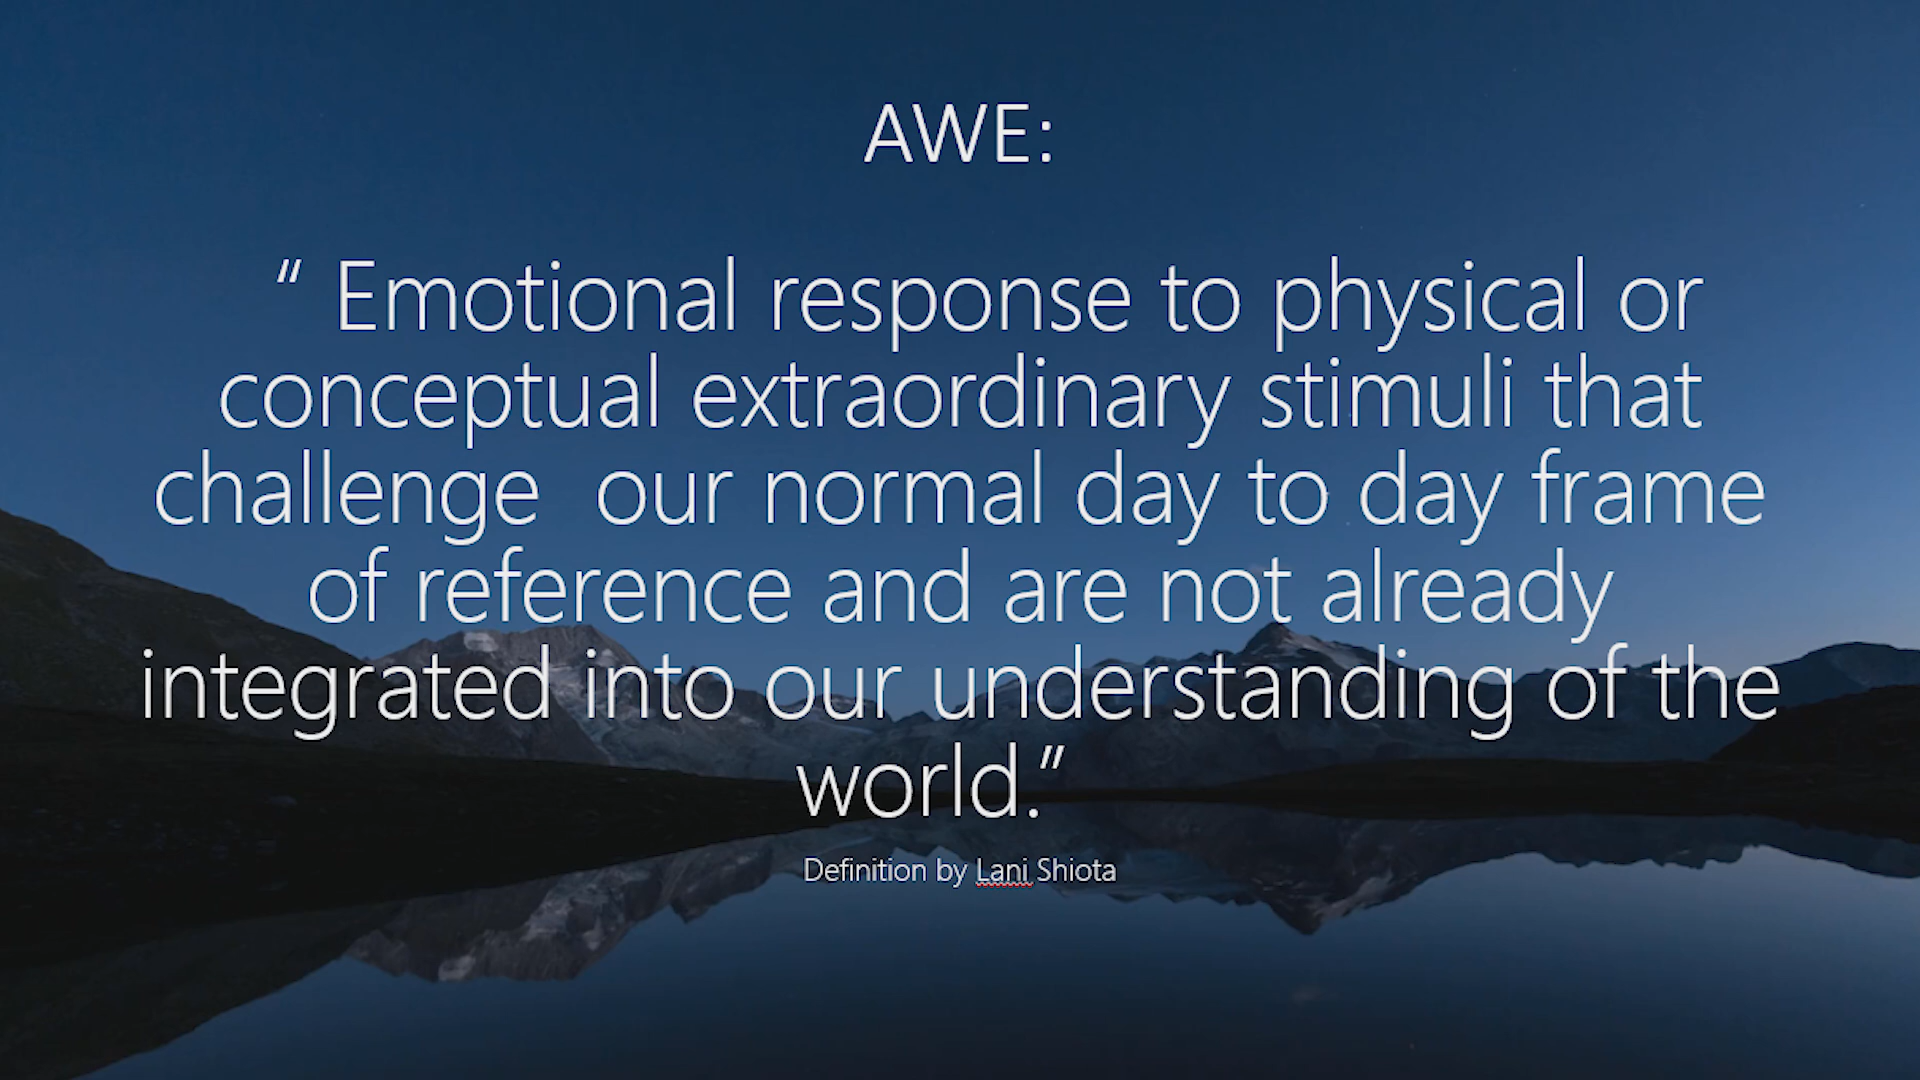 AWE:
“ Emotional response to physical or
conceptual extraordinary stimuli that
challenge  our normal day to day frame
of reference and are not already
integrated into our understanding of the
world.”
Definition by Lani Shiota